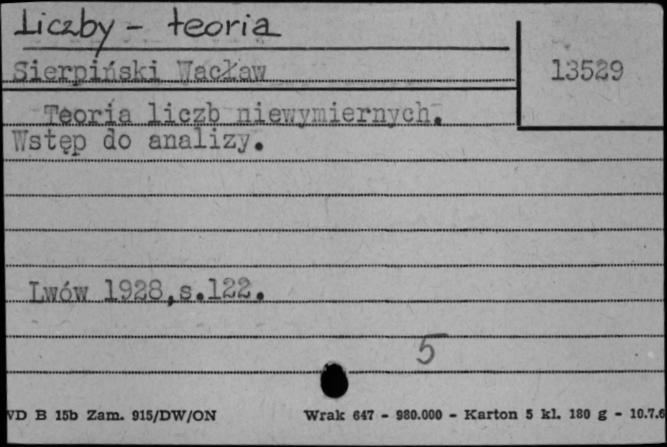 Liczby - teoria
Sierpiński Wacław
13529
Teoria liczb niewymiernych.
Wstęp do analizy.
Lwów 1928,s.122.
5
VD B 15b Zam. 915/DW/ON Wrak 647 - 980.000 - Karton 5 kl. 180 g - 10.7.6